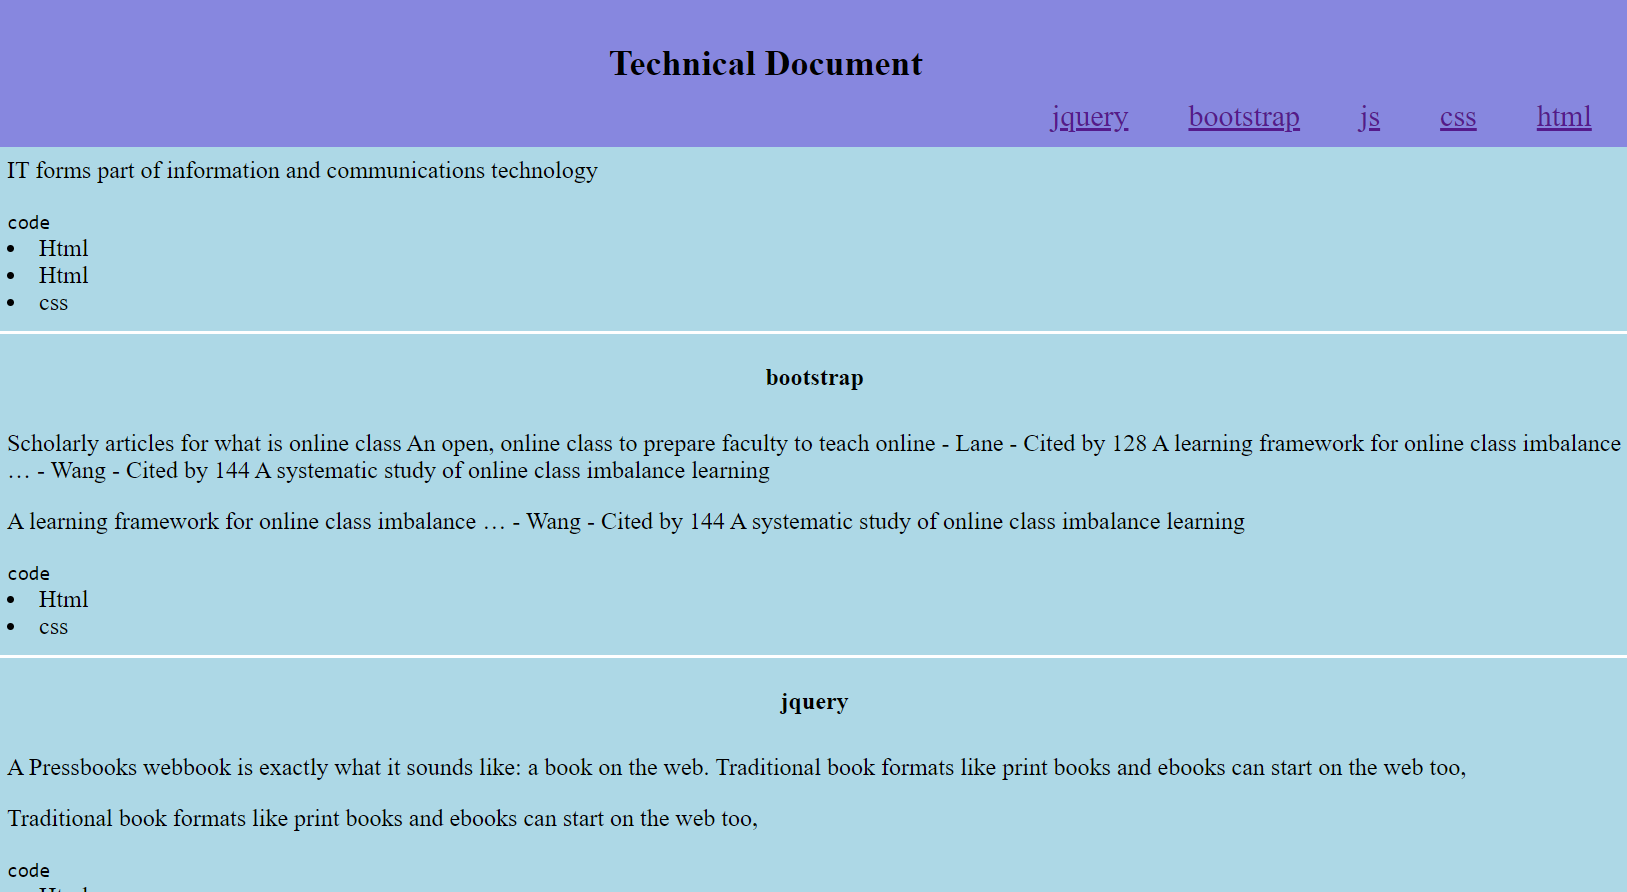 Technical Document
jquery bootstrap js css html
IT forms part of information and communications technology
code
Html
Html
css
bootstrap
Scholarly articles for what is online class An open, online class to prepare faculty to teach online - Lane - Cited by 128 A learning framework for online class imbalance
… - Wang - Cited by 144 A systematic study of online class imbalance learning
A learning framework for online class imbalance … - Wang - Cited by 144 A systematic study of online class imbalance learning
code
Html
css
jquery
A Pressbooks webbook is exactly what it sounds like: a book on the web. Traditional book formats like print books and ebooks can start on the web too,
Traditional book formats like print books and ebooks can start on the web too,
code